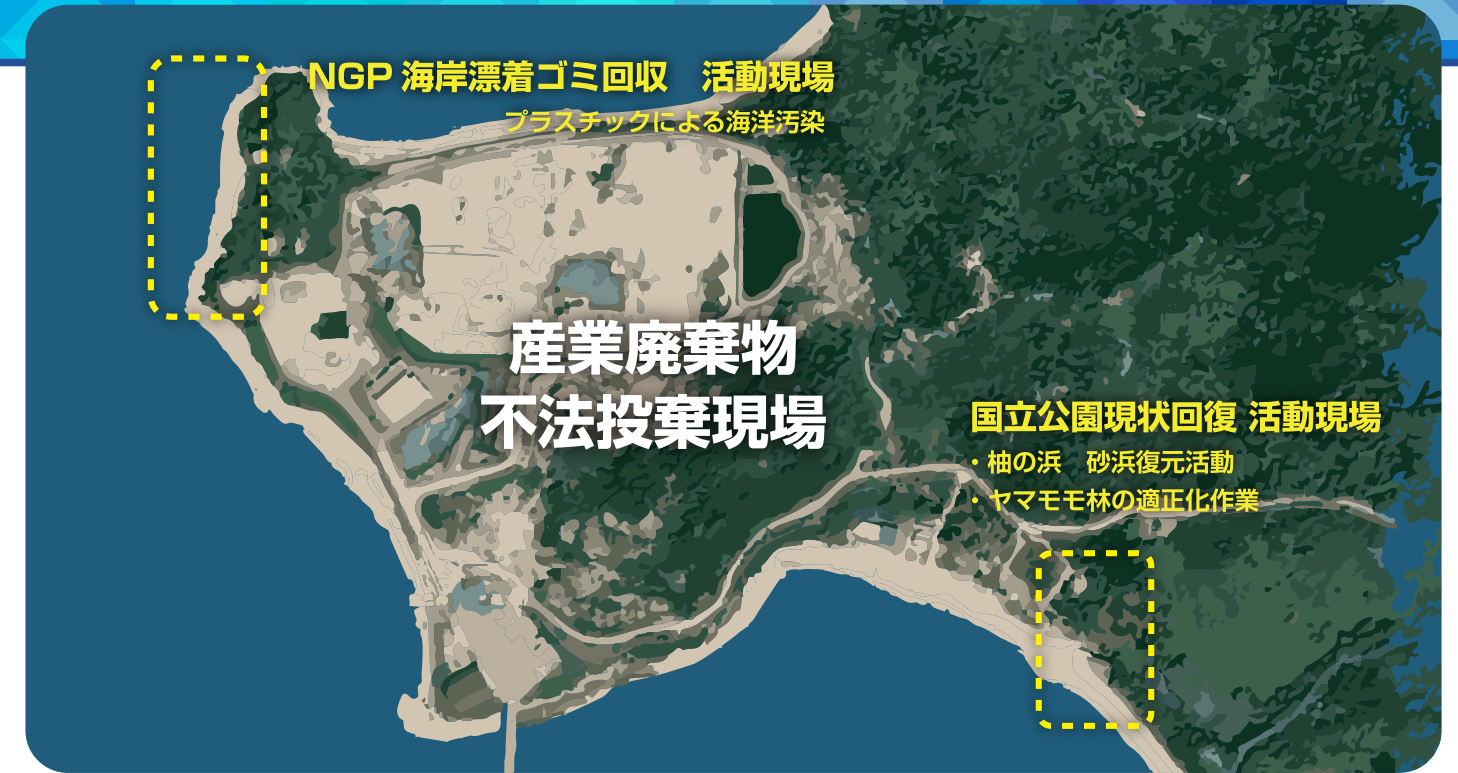 NGP 海岸漂着ゴミ回収　活動現場
プラスチックによる海洋汚染
産業廃棄物
不法投棄現場
国立公園現状回復 活動現場
・柚の浜　砂浜復元活動
・ヤマモモ林の適正化作業